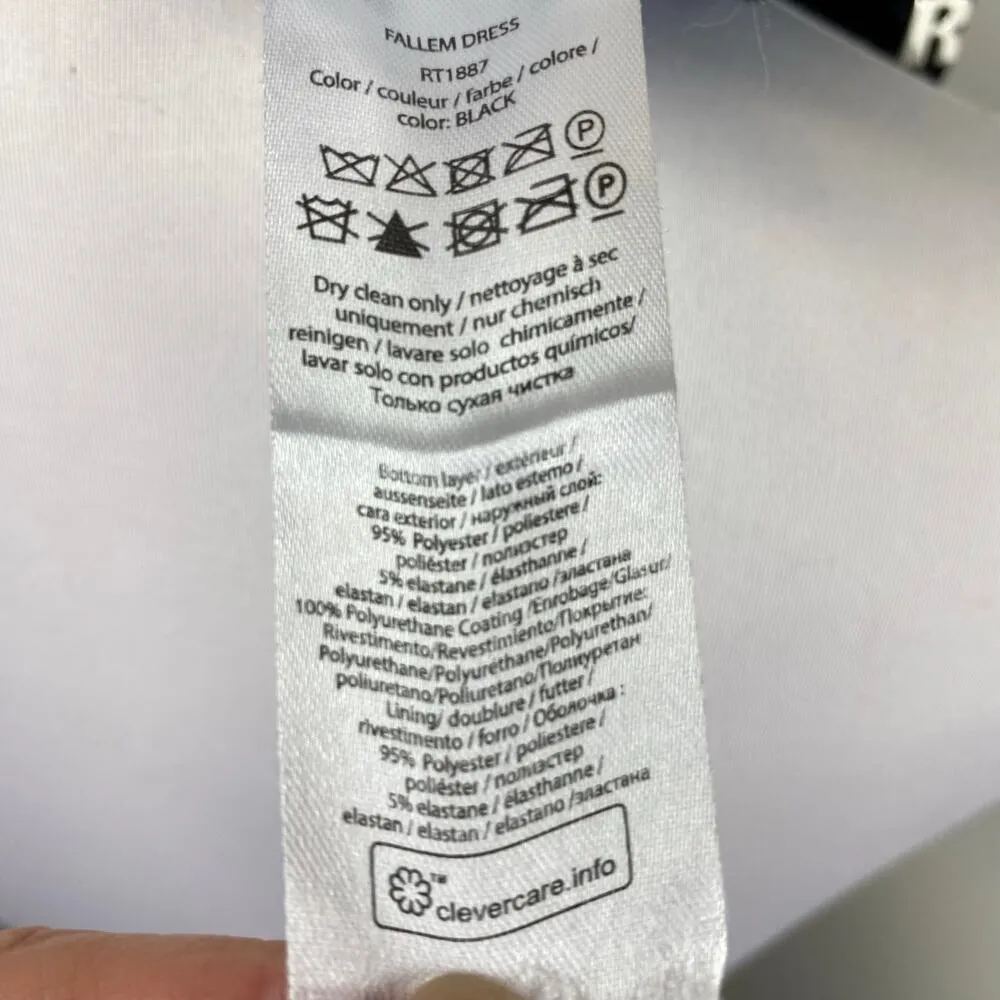 R
FALLEM DRESS
RT1887
Color / couleur / farbe / colore /
color: BLACK
P
P
Dry clean only / nettoyage à sec
uniquement / nur chemisch
reinigen / lavare solo chimicamente /
lavar solo con productos químicos/
Только сухая чистка
Bottom layer / extérieur /
aussenseite / lato esterno /
cara exterior / наружный слой:
95% Polyester / poliestere /
poliéster / полиэстер
5% elastane / élasthanne /
elastan / elastan / elastano /эластана
100% Polyurethane Coating /Enrobage/Glasur/
Rivestimento/Revestimiento/Покрытие:
Polyurethane/Polyuréthane/Polyurethan/
poliuretano/Poliuretano/Полиуретан
Lining/ doublure / futter /
rivestimento / forro / Оболочка :
95% Polyester / poliestere /
poliéster / полиэстер
5% elastane / élasthanne /
elastan / elastan / elastano /эластана
TM
clevercare.info